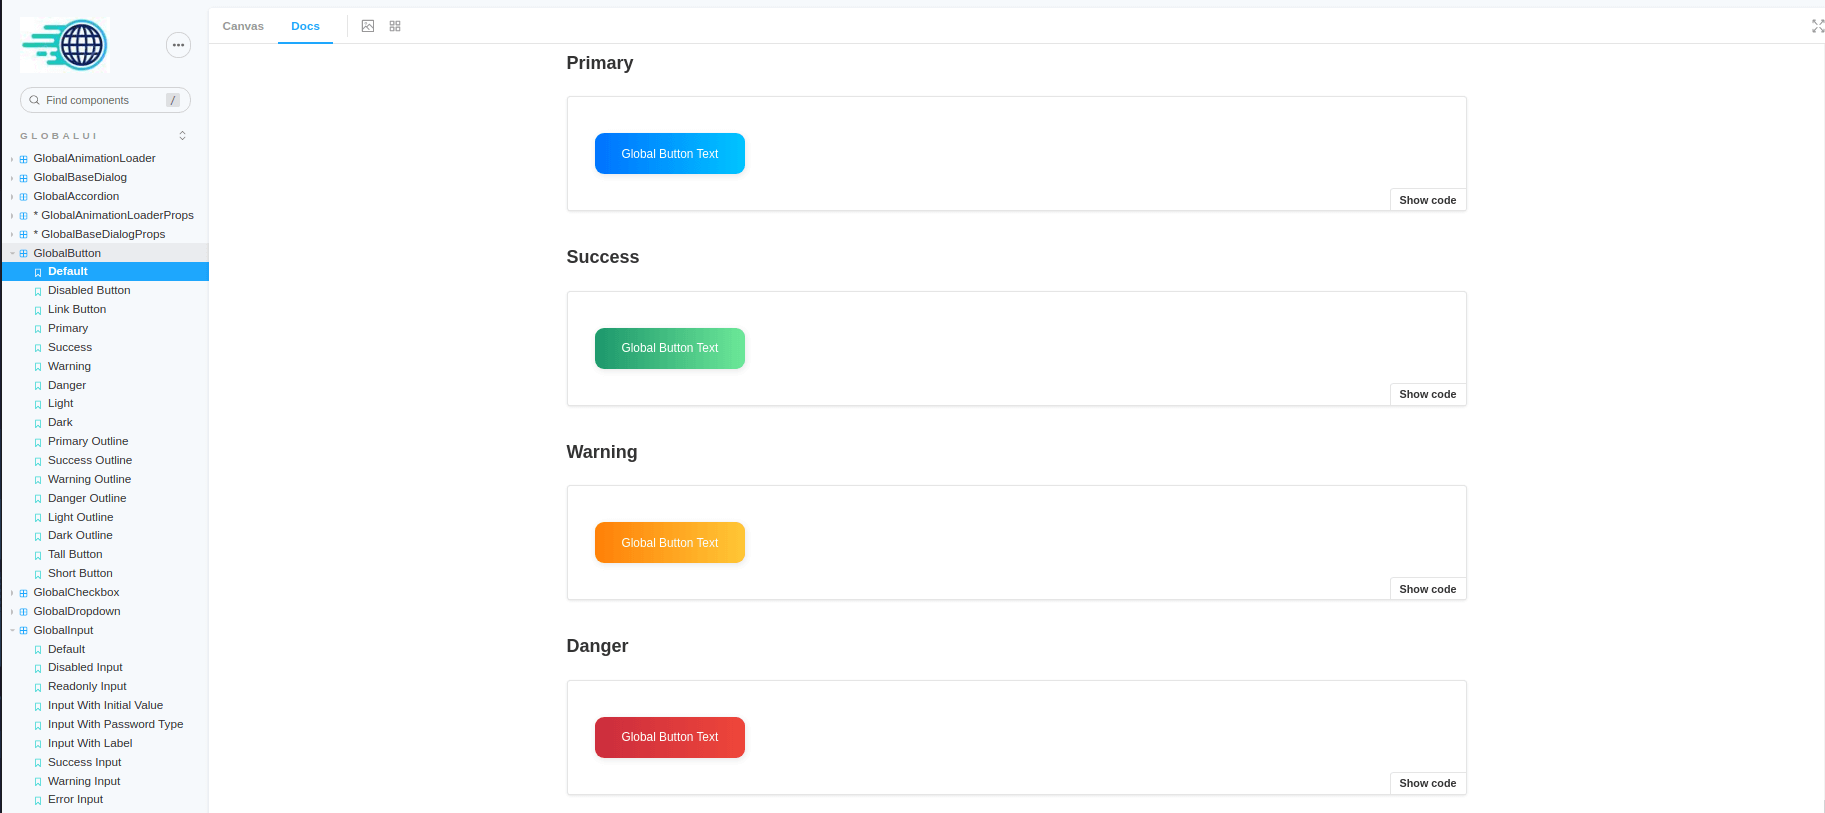 Canvas
Docs
Find components
/
GLOBALUI
GlobalAnimationLoader
GlobalBaseDialog
GlobalAccordion
* GlobalAnimationLoaderProps
* GlobalBaseDialogProps
GlobalButton
Default
Disabled Button
Link Button
Primary
Success
Warning
Danger
Light
Dark
Primary Outline
Success Outline
Warning Outline
Danger Outline
Light Outline
Dark Outline
Tall Button
Short Button
GlobalCheckbox
GlobalDropdown
GlobalInput
Default
Disabled Input
Readonly Input
Input With Initial Value
Input With Password Type
Input With Label
Success Input
Warning Input
Error Input
Primary
Global Button Text
Show code
Success
Global Button Text
Show code
Warning
Global Button Text
Show code
Danger
Global Button Text
Show code